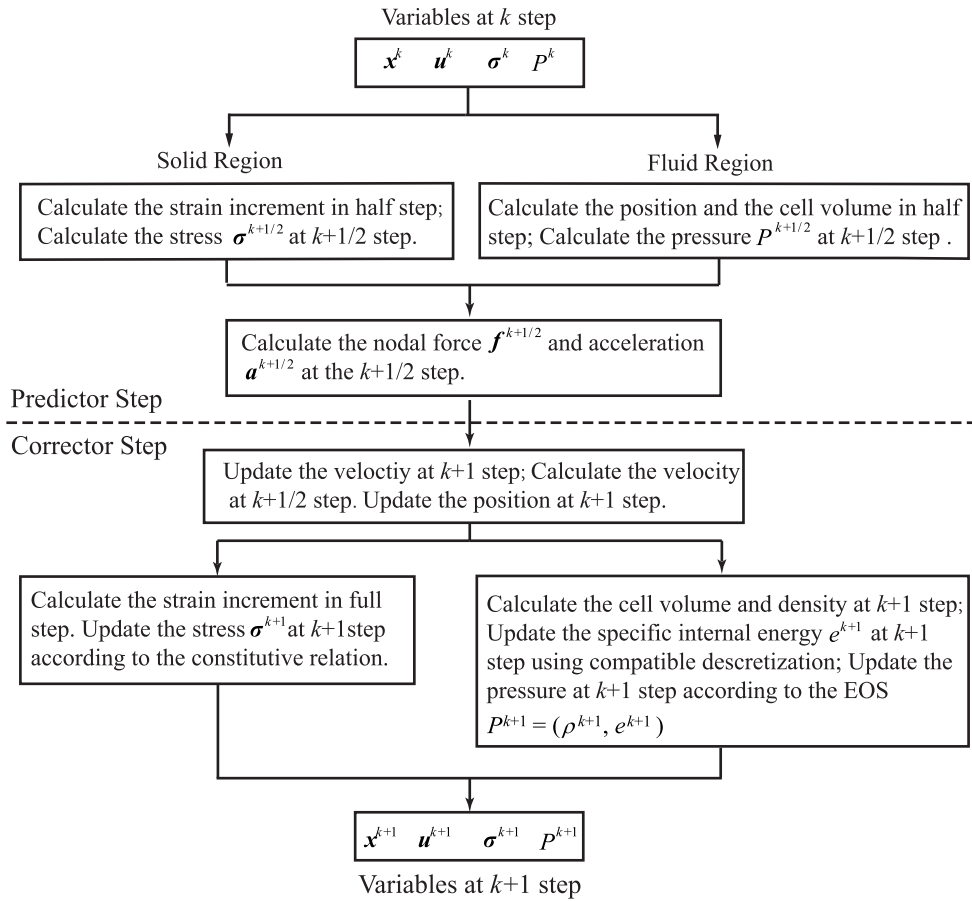 Variables at k step
x^k u^k σ^k P^k
Solid Region
Fluid Region
Calculate the strain increment in half step;
Calculate the stress σ^{k+1/2} at k+1/2 step.
Calculate the position and the cell volume in half
step; Calculate the pressure P^{k+1/2} at k+1/2 step .
Calculate the nodal force f^{k+1/2} and acceleration
a^{k+1/2} at the k+1/2 step.
Predictor Step
Corrector Step
Update the veloctiy at k+1 step; Calculate the velocity
at k+1/2 step. Update the position at k+1 step.
Calculate the strain increment in full
step. Update the stress σ^{k+1} at k+1step
according to the constitutive relation.
Calculate the cell volume and density at k+1 step;
Update the specific internal energy e^{k+1} at k+1
step using compatible descretization; Update the
pressure at k+1 step according to the EOS
P^{k+1} = (ρ^{k+1}, e^{k+1})
x^{k+1} u^{k+1} σ^{k+1} P^{k+1}
Variables at k+1 step